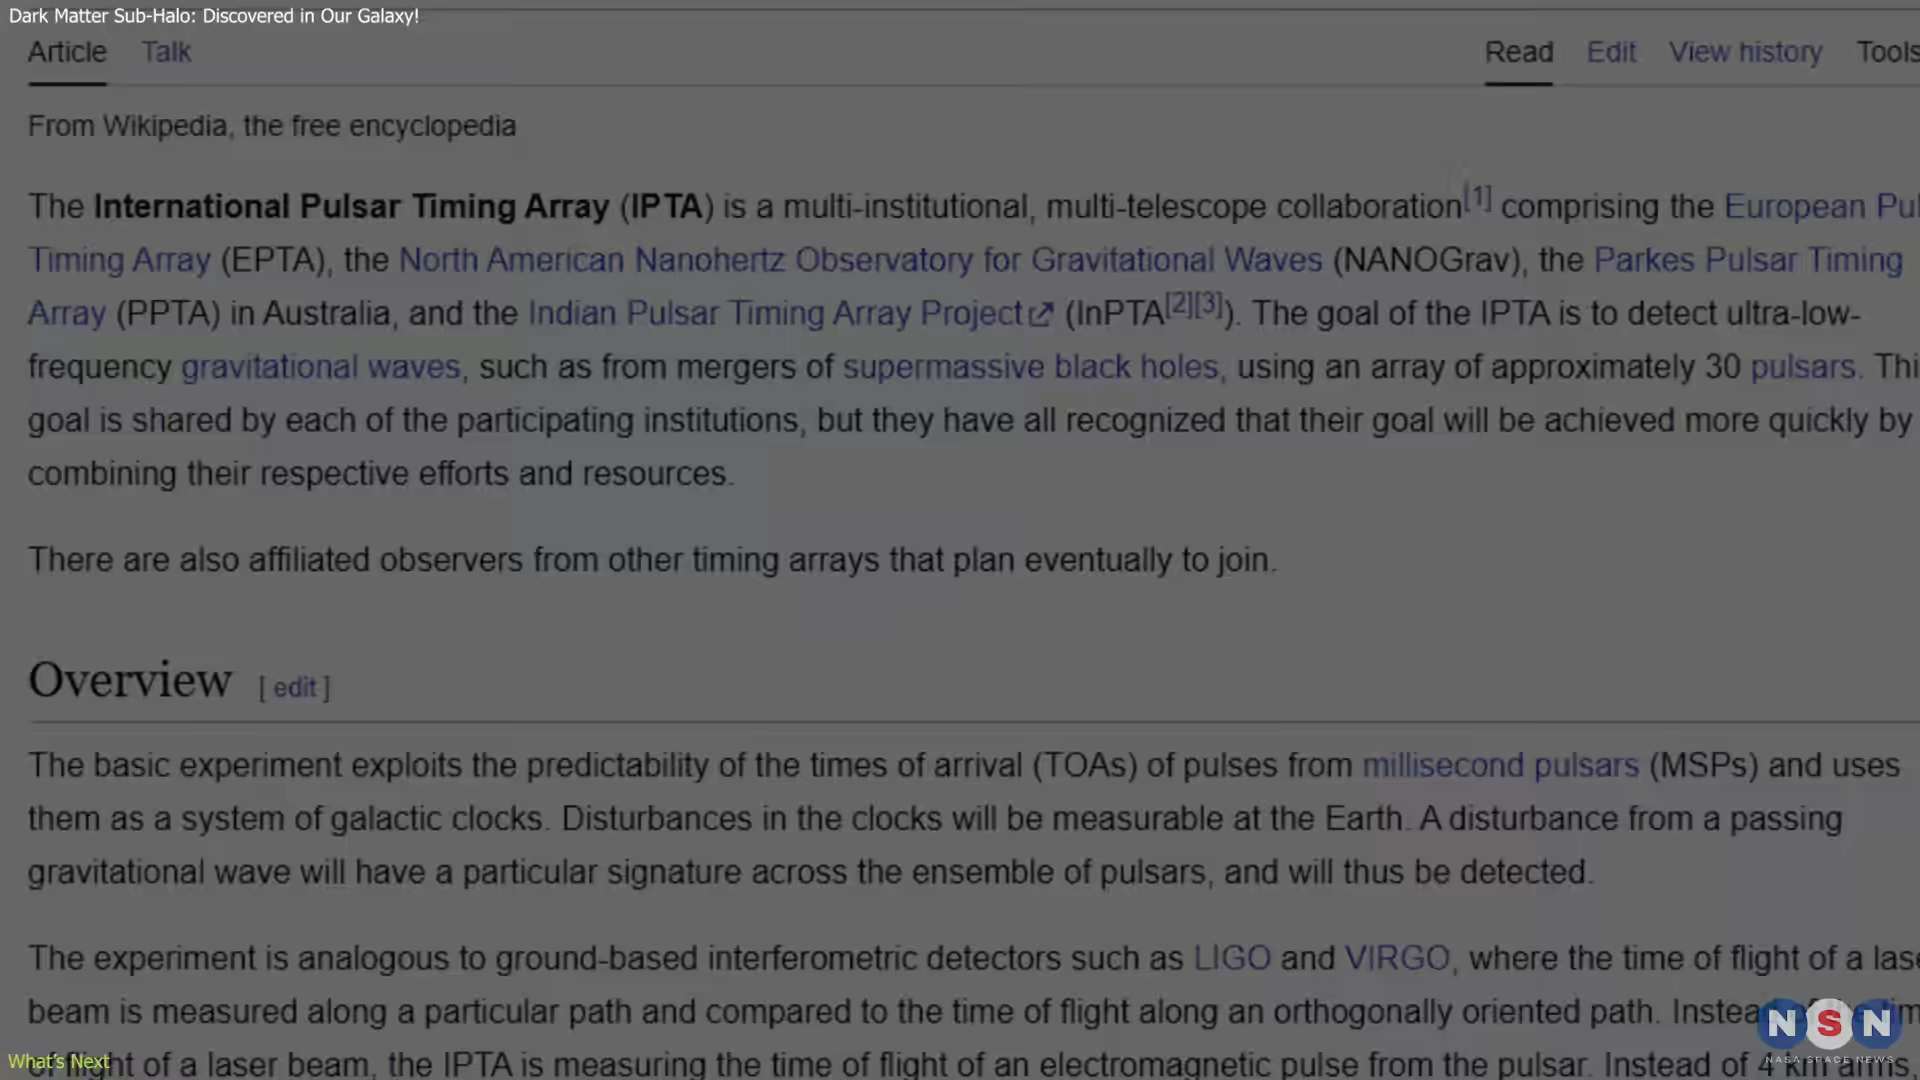 Dark Matter Sub-Halo: Discovered in Our Galaxy!
Article Talk Read Edit View history Tools
From Wikipedia, the free encyclopedia
The International Pulsar Timing Array (IPTA) is a multi-institutional, multi-telescope collaboration[1] comprising the European Pul
Timing Array (EPTA), the North American Nanohertz Observatory for Gravitational Waves (NANOGrav), the Parkes Pulsar Timing
Array (PPTA) in Australia, and the Indian Pulsar Timing Array Project (InPTA[2][3]). The goal of the IPTA is to detect ultra-low-
frequency gravitational waves, such as from mergers of supermassive black holes, using an array of approximately 30 pulsars. Thi
goal is shared by each of the participating institutions, but they have all recognized that their goal will be achieved more quickly by
combining their respective efforts and resources.
There are also affiliated observers from other timing arrays that plan eventually to join.
Overview [ edit ]
The basic experiment exploits the predictability of the times of arrival (TOAs) of pulses from millisecond pulsars (MSPs) and uses
them as a system of galactic clocks. Disturbances in the clocks will be measurable at the Earth. A disturbance from a passing
gravitational wave will have a particular signature across the ensemble of pulsars, and will thus be detected.
The experiment is analogous to ground-based interferometric detectors such as LIGO and VIRGO, where the time of flight of a lase
beam is measured along a particular path and compared to the time of flight along an orthogonally oriented path. Instead
NSN
NASA SPACE NEWS
What's Next
flight of a laser beam, the IPTA is measuring the time of flight of an electromagnetic pulse from the pulsar. Instead of 4 km arms,